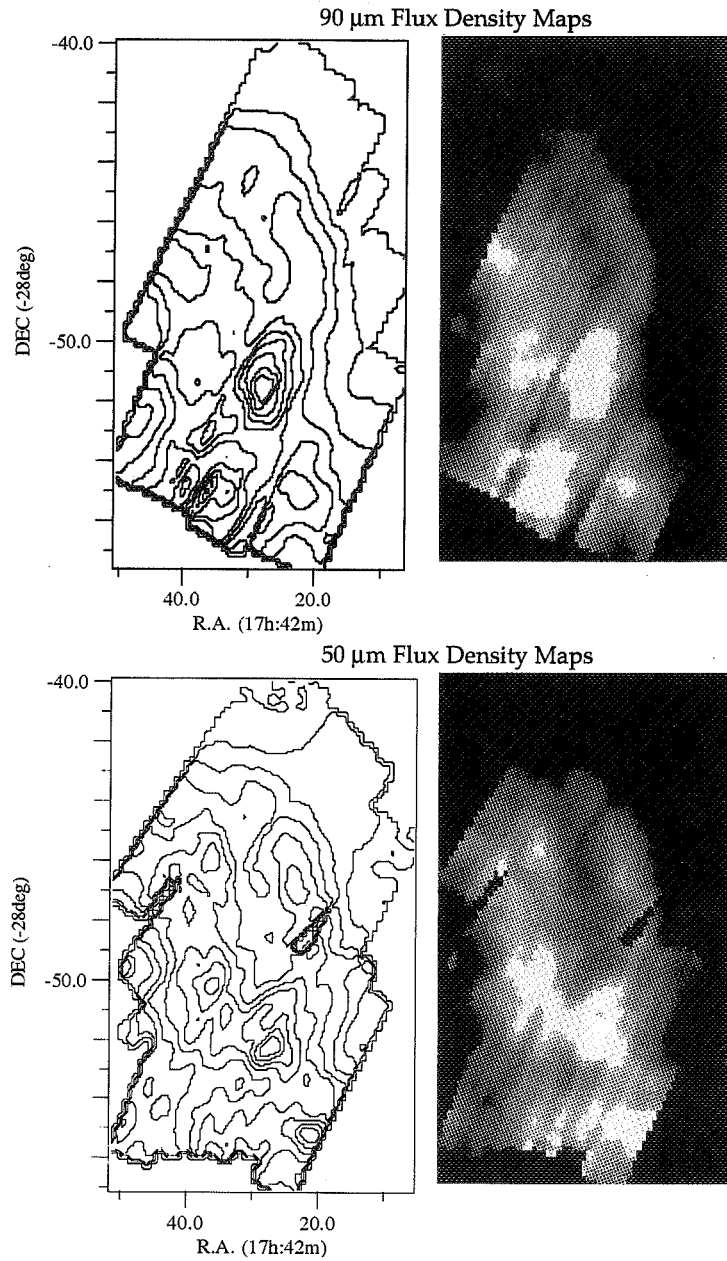 90 μm Flux Density Maps
-40.0
DEC (-28deg)
-50.0
40.0 20.0
R.A. (17h:42m)
50 μm Flux Density Maps
-40.0
DEC (-28deg)
-50.0
40.0 20.0
R.A. (17h:42m)